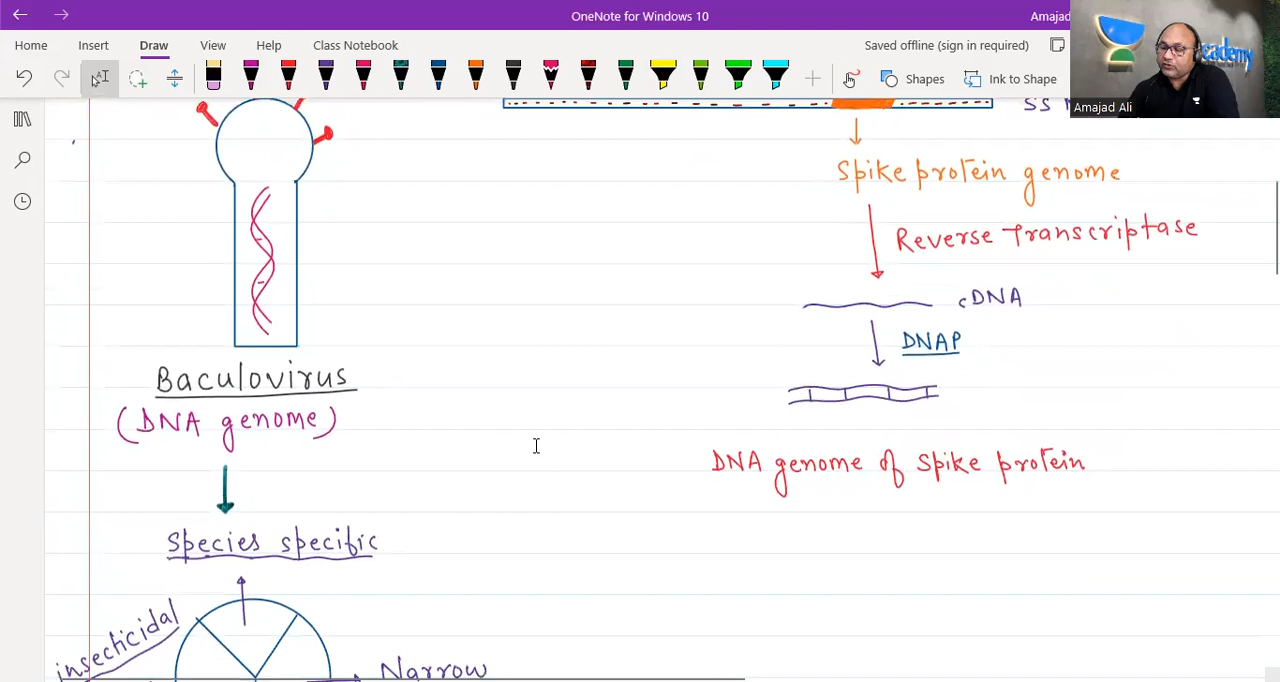 OneNote for Windows 10
Amajad
Home Insert Draw View Help Class Notebook
Saved offline (sign in required)
Shapes
Ink to Shape
academy
Amajad Ali
SS
Spike protein genome
Reverse Transcriptase
cDNA
DNAP
DNA genome of spike protein
Baculovirus
(DNA genome)
Species specific
insecticidal
Narrow